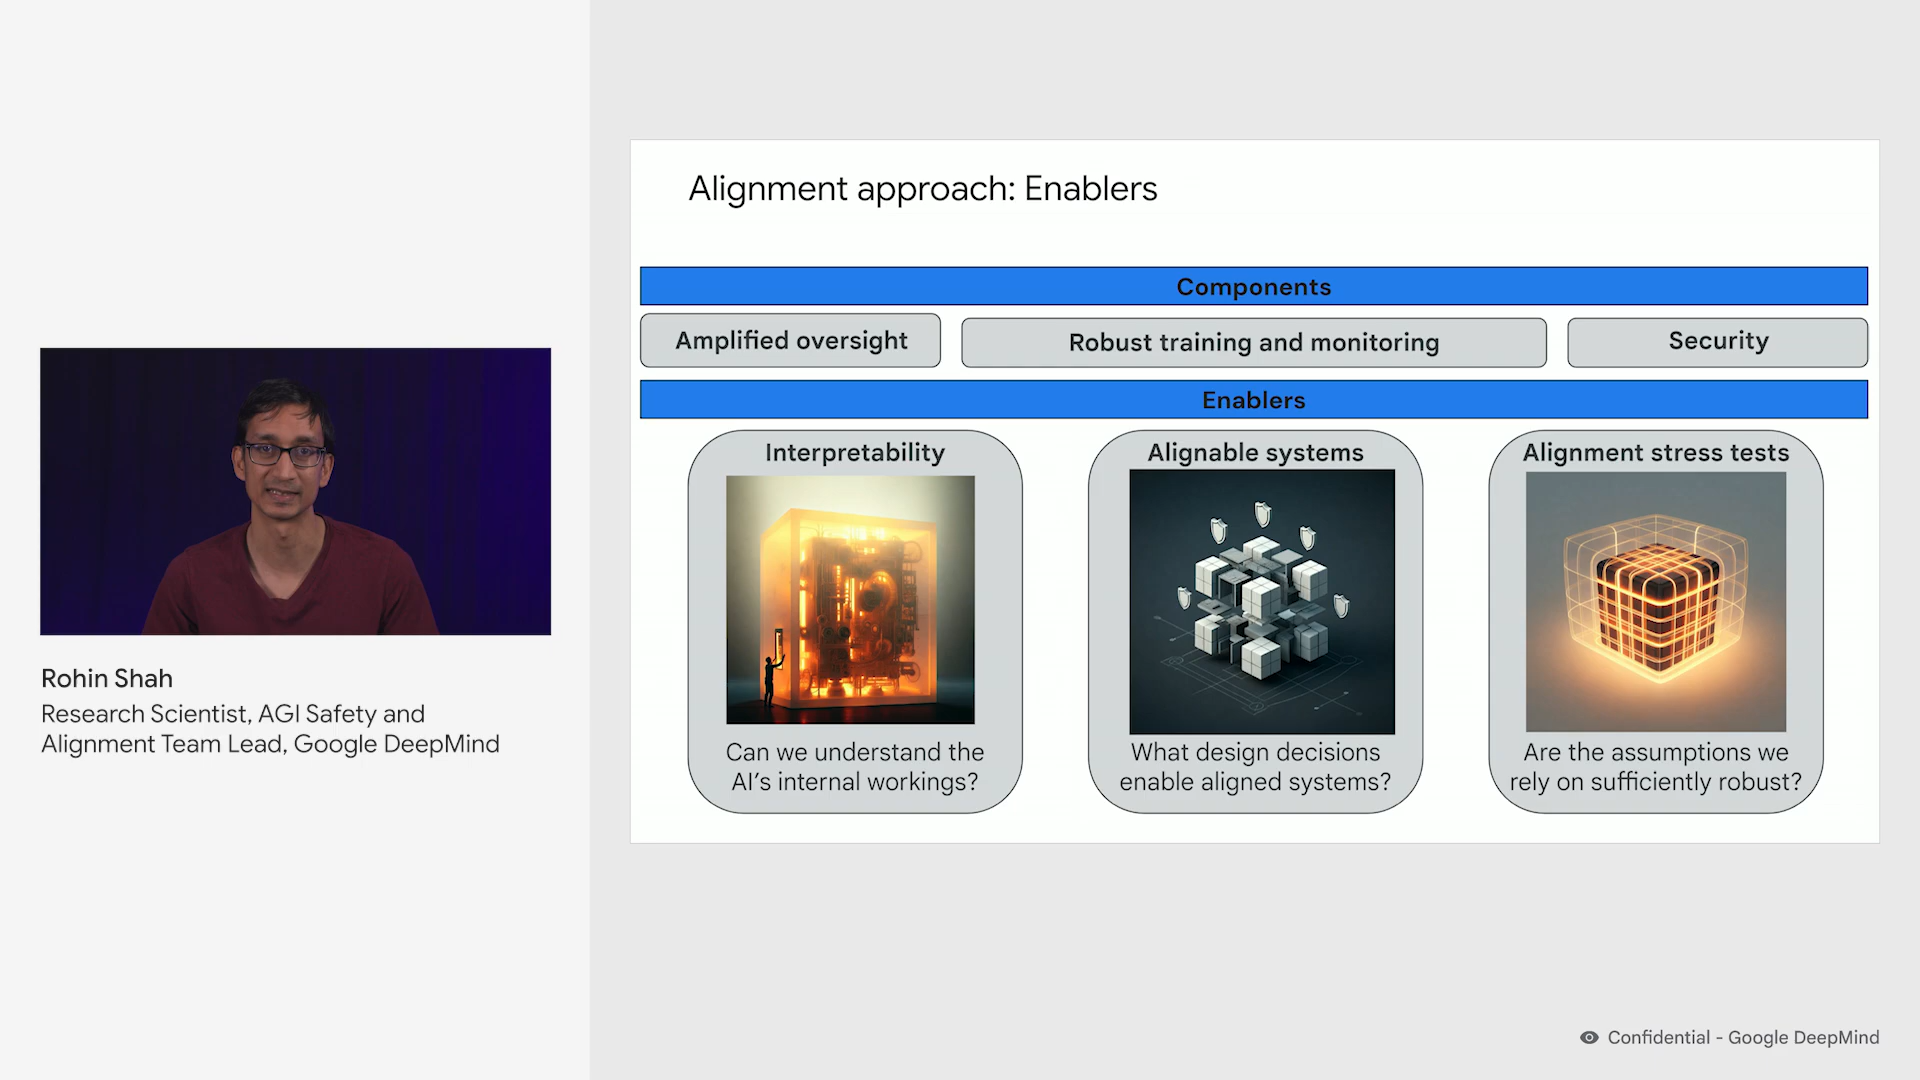 Alignment approach: Enablers
Components
Amplified oversight
Robust training and monitoring
Security
Enablers
Interpretability
Alignable systems
Alignment stress tests
Can we understand the
AI's internal workings?
What design decisions
enable aligned systems?
Are the assumptions we
rely on sufficiently robust?
Rohin Shah
Research Scientist, AGI Safety and
Alignment Team Lead, Google DeepMind
Confidential - Google DeepMind